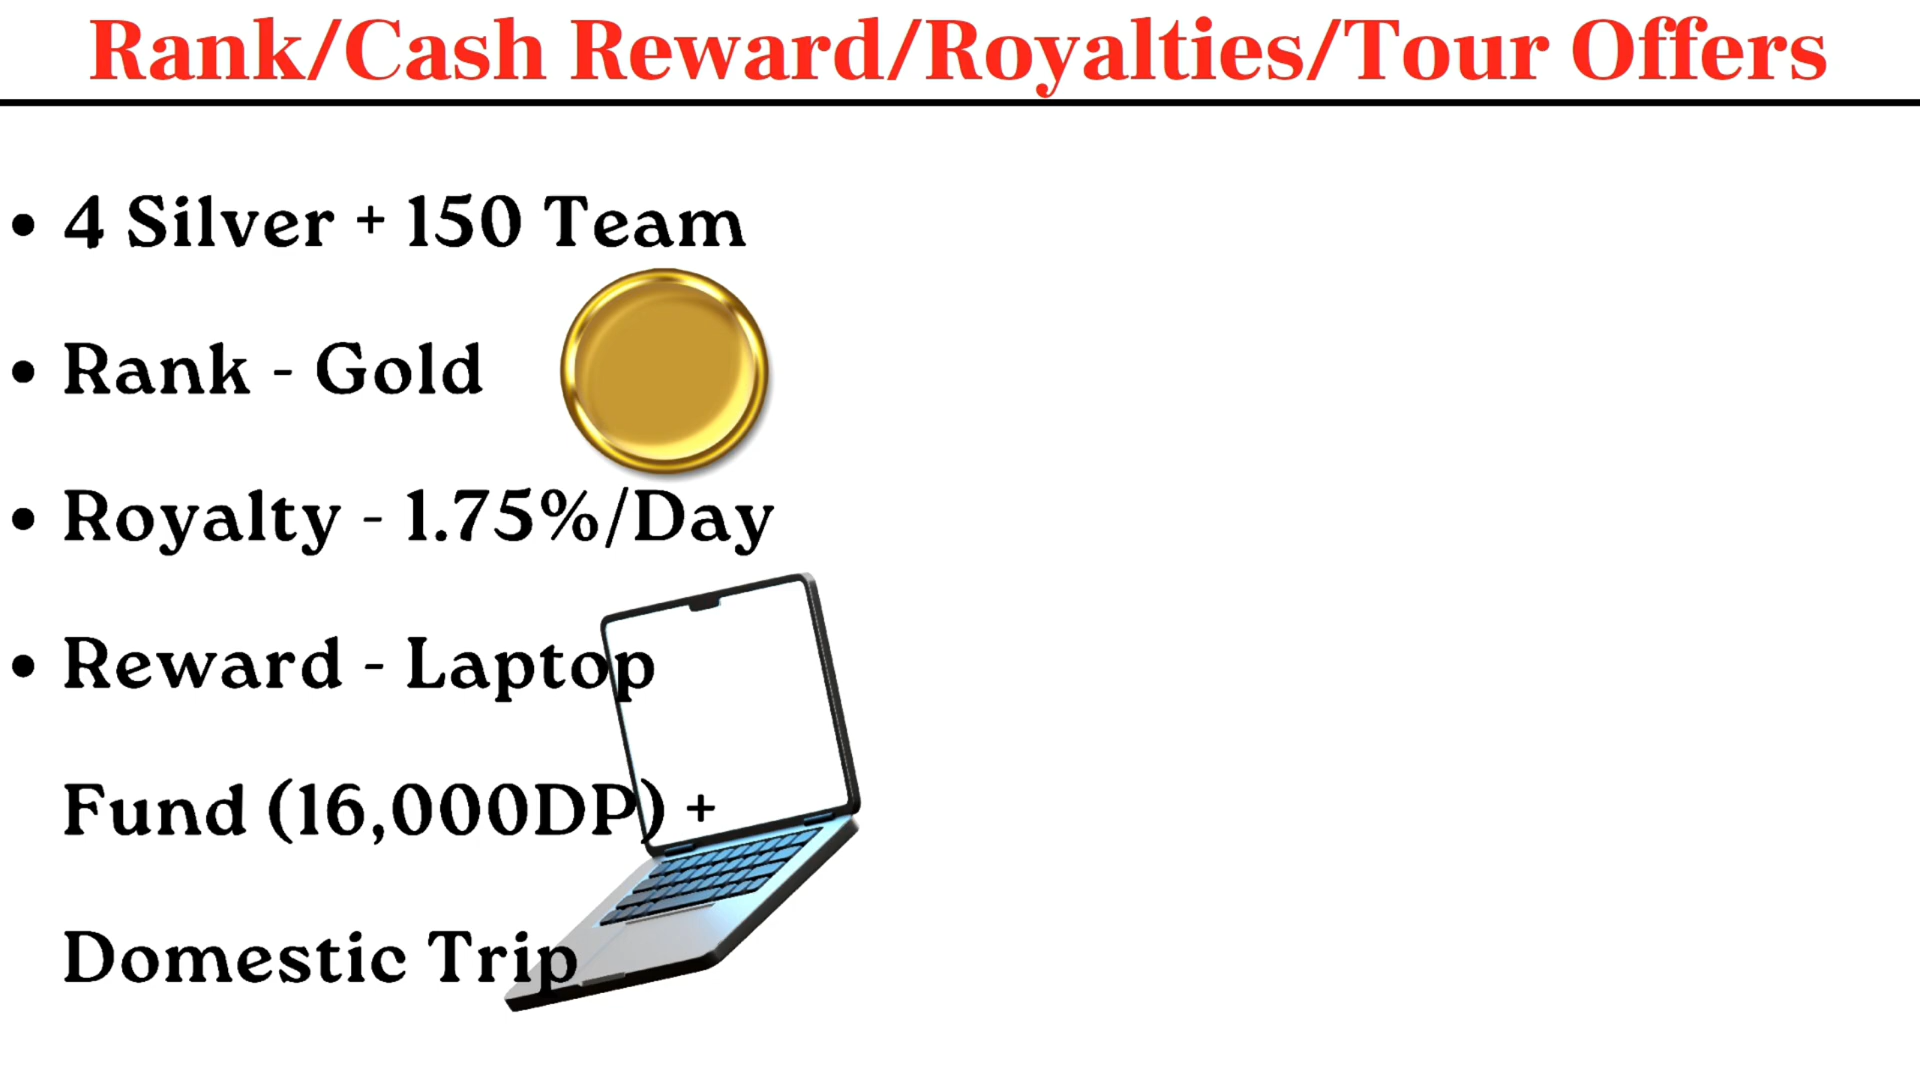 Rank/Cash Reward/Royalties/Tour Offers
• 4 Silver + 150 Team
• Rank - Gold
• Royalty - 1.75%/Day
• Reward - Laptop
Fund (16,000DP) +
Domestic Trip